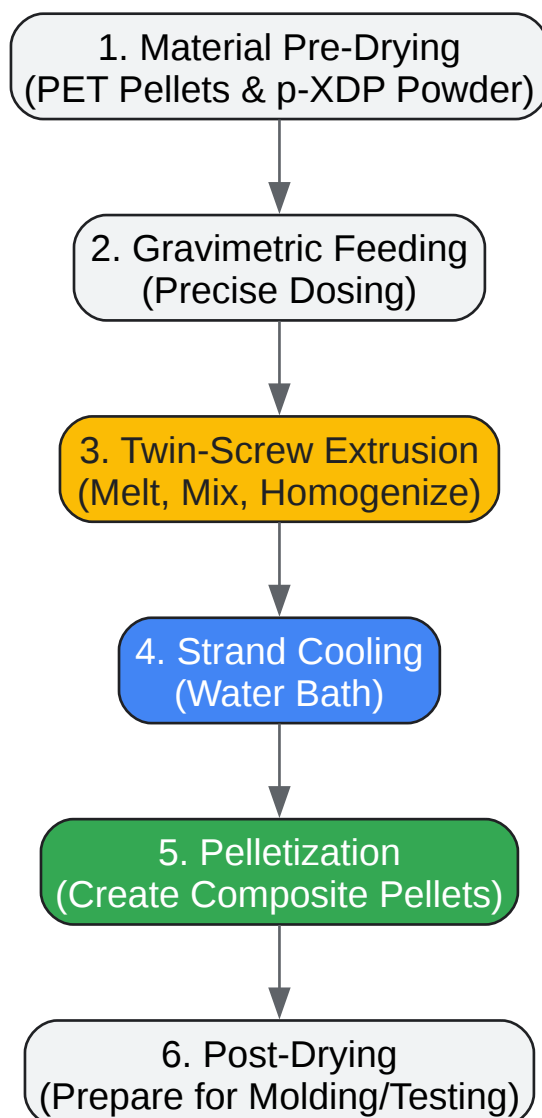 1. Material Pre-Drying
(PET Pellets & p-XDP Powder)
2. Gravimetric Feeding
(Precise Dosing)
3. Twin-Screw Extrusion
(Melt, Mix, Homogenize)
4. Strand Cooling
(Water Bath)
5. Pelletization
(Create Composite Pellets)
6. Post-Drying
(Prepare for Molding/Testing)